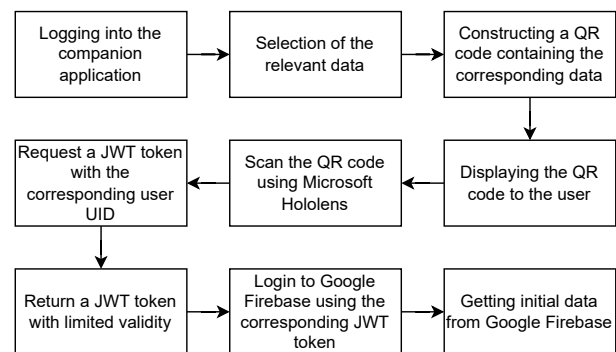 Logging into the
companion
application
Selection of the
relevant data
Constructing a QR
code containing the
corresponding data
Request a JWT token
with the
corresponding user
UID
Scan the QR code
using Microsoft
Hololens
Displaying the QR
code to the user
Return a JWT token
with limited validity
Login to Google
Firebase using the
corresponding JWT
token
Getting initial data
from Google Firebase